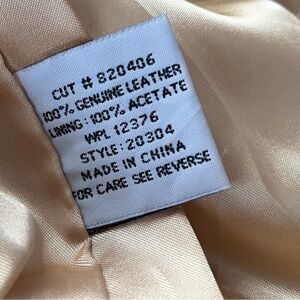 CUT # 820406
100% GENUINE LEATHER
LINING: 100% ACETATE
WPL 12376
STYLE: 20304
MADE IN CHINA
FOR CARE SEE REVERSE